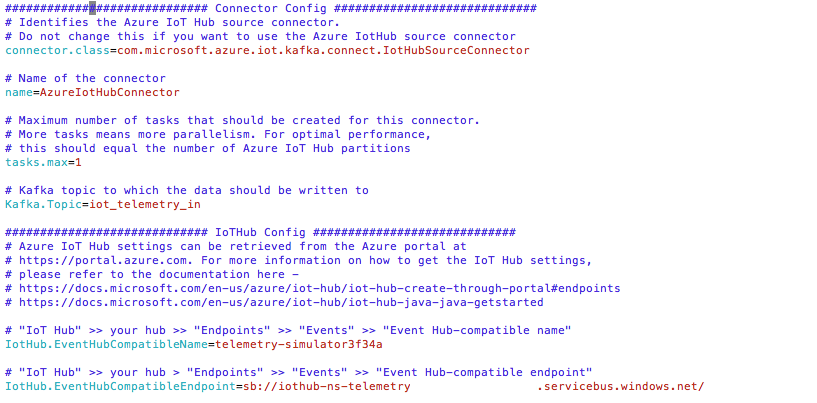 ############################# Connector Config #############################
# Identifies the Azure IoT Hub source connector.
# Do not change this if you want to use the Azure IotHub source connector
connector.class=com.microsoft.azure.iot.kafka.connect.IotHubSourceConnector
# Name of the connector
name=AzureIotHubConnector
# Maximum number of tasks that should be created for this connector.
# More tasks means more parallelism. For optimal performance,
# this should equal the number of Azure IoT Hub partitions
tasks.max=1
# Kafka topic to which the data should be written to
Kafka.Topic=iot_telemetry_in
############################# IoTHub Config #############################
# Azure IoT Hub settings can be retrieved from the Azure portal at
# https://portal.azure.com. For more information on how to get the IoT Hub settings,
# please refer to the documentation here -
# https://docs.microsoft.com/en-us/azure/iot-hub/iot-hub-create-through-portal#endpoints
# https://docs.microsoft.com/en-us/azure/iot-hub/iot-hub-java-java-getstarted
# "IoT Hub" >> your hub >> "Endpoints" >> "Events" >> "Event Hub-compatible name"
IotHub.EventHubCompatibleName=telemetry-simulator3f34a
# "IoT Hub" >> your hub > "Endpoints" >> "Events" >> "Event Hub-compatible endpoint"
IotHub.EventHubCompatibleEndpoint=sb://iothub-ns-telemetry .servicebus.windows.net/